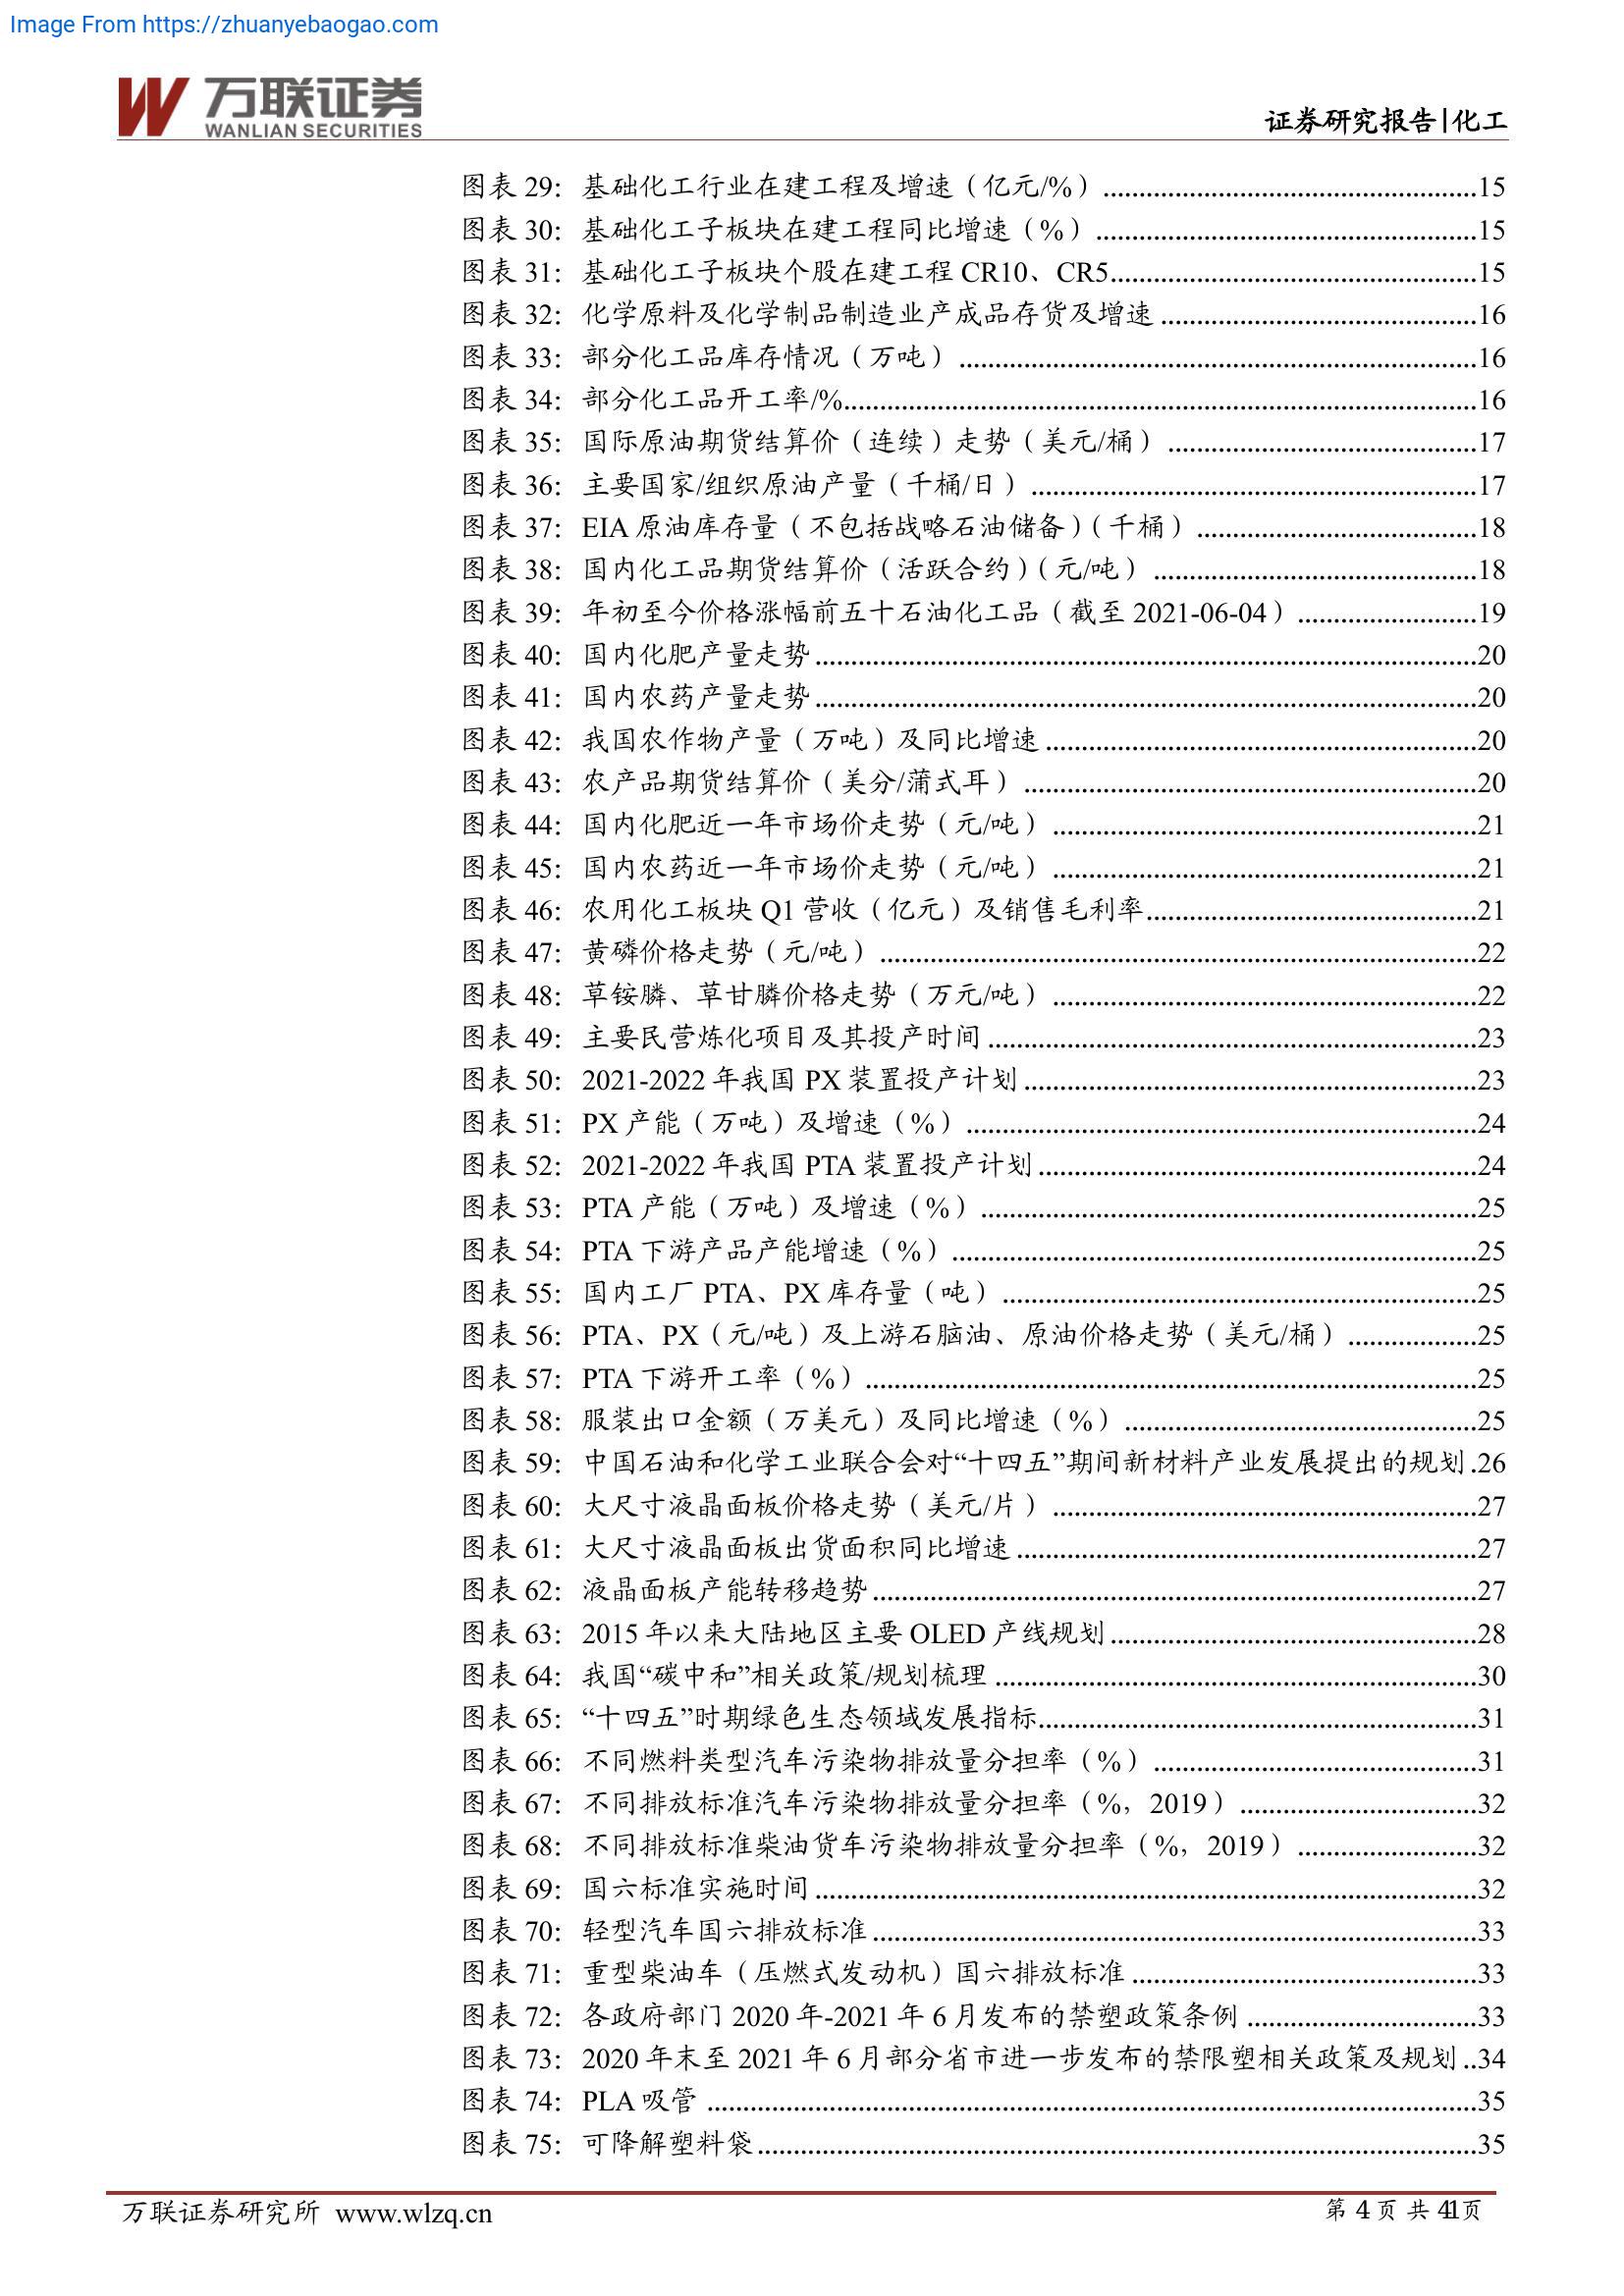 Image From https://zhuanyebaogao.com
万联证券
WANLIAN SECURITIES
证券研究报告|化工
图表 29：基础化工行业在建工程及增速（亿元/%）....................................................15
图表 30：基础化工子板块在建工程同比增速（%）.....................................................15
图表 31：基础化工子板块个股在建工程 CR10、CR5...................................................15
图表 32：化学原料及化学制品制造业产成品存货及增速 ............................................16
图表 33：部分化工品库存情况（万吨） ........................................................................16
图表 34：部分化工品开工率/%........................................................................................16
图表 35：国际原油期货结算价（连续）走势（美元/桶） ...........................................17
图表 36：主要国家/组织原油产量（千桶/日） ..............................................................17
图表 37：EIA 原油库存量（不包括战略石油储备）（千桶） .......................................18
图表 38：国内化工品期货结算价（活跃合约）（元/吨） .............................................18
图表 39：年初至今价格涨幅前五十石油化工品（截至 2021-06-04） .........................19
图表 40：国内化肥产量走势............................................................................................20
图表 41：国内农药产量走势............................................................................................20
图表 42：我国农作物产量（万吨）及同比增速............................................................20
图表 43：农产品期货结算价（美分/蒲式耳） ...............................................................20
图表 44：国内化肥近一年市场价走势（元/吨） ...........................................................21
图表 45：国内农药近一年市场价走势（元/吨） ...........................................................21
图表 46：农用化工板块 Q1 营收（亿元）及销售毛利率..............................................21
图表 47：黄磷价格走势（元/吨） ...................................................................................22
图表 48：草铵膦、草甘膦价格走势（万元/吨） ...........................................................22
图表 49：主要民营炼化项目及其投产时间 ....................................................................23
图表 50：2021-2022 年我国 PX 装置投产计划...............................................................23
图表 51：PX 产能（万吨）及增速（%） .......................................................................24
图表 52：2021-2022 年我国 PTA 装置投产计划.............................................................24
图表 53：PTA 产能（万吨）及增速（%） .....................................................................25
图表 54：PTA 下游产品产能增速（%） .........................................................................25
图表 55：国内工厂 PTA、PX 库存量（吨） ..................................................................25
图表 56：PTA、PX（元/吨）及上游石脑油、原油价格走势（美元/桶） ..................25
图表 57：PTA 下游开工率（%）.....................................................................................25
图表 58：服装出口金额（万美元）及同比增速（%） .................................................25
图表 59：中国石油和化学工业联合会对“十四五”期间新材料产业发展提出的规划.26
图表 60：大尺寸液晶面板价格走势（美元/片） ...........................................................27
图表 61：大尺寸液晶面板出货面积同比增速................................................................27
图表 62：液晶面板产能转移趋势....................................................................................27
图表 63：2015 年以来大陆地区主要 OLED 产线规划...................................................28
图表 64：我国“碳中和”相关政策/规划梳理 ...................................................................30
图表 65：“十四五”时期绿色生态领域发展指标.............................................................31
图表 66：不同燃料类型汽车污染物排放量分担率（%） .............................................31
图表 67：不同排放标准汽车污染物排放量分担率（%，2019） .................................32
图表 68：不同排放标准柴油货车污染物排放量分担率（%，2019） .........................32
图表 69：国六标准实施时间............................................................................................32
图表 70：轻型汽车国六排放标准....................................................................................33
图表 71：重型柴油车（压燃式发动机）国六排放标准 ................................................33
图表 72：各政府部门 2020 年-2021 年 6 月发布的禁塑政策条例 ................................33
图表 73：2020 年末至 2021 年 6 月部分省市进一步发布的禁限塑相关政策及规划..34
图表 74：PLA 吸管 ...........................................................................................................35
图表 75：可降解塑料袋....................................................................................................35
万联证券研究所 www.wlzq.cn
第 4 页 共 41 页